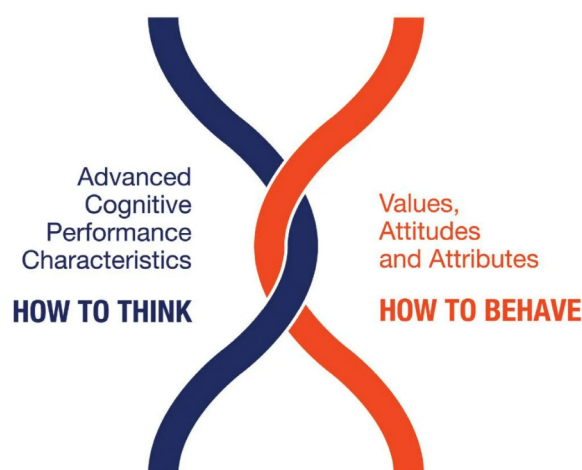 Advanced
Cognitive
Performance
Characteristics
HOW TO THINK
Values,
Attitudes
and Attributes
HOW TO BEHAVE